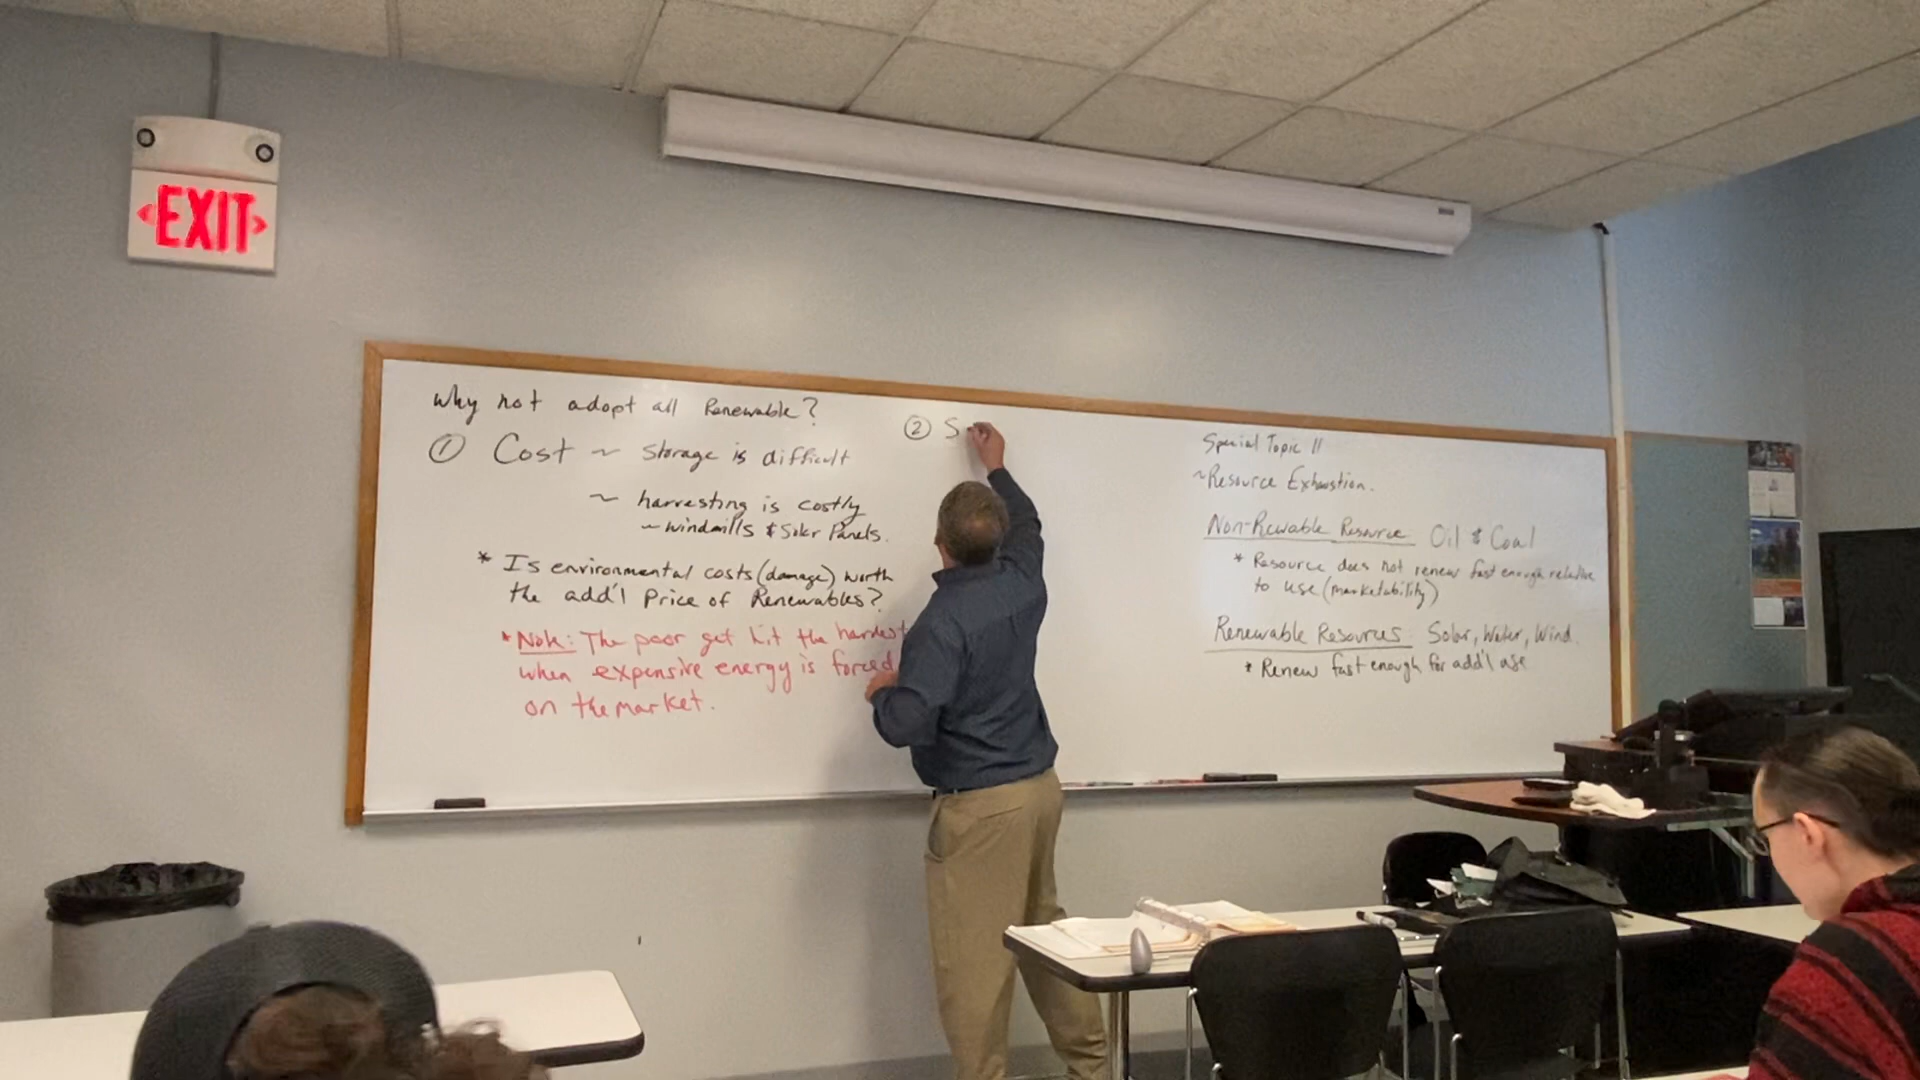 EXIT
Why not adopt all Renewable?
① Cost ~ Storage is difficult
~ harvesting is costly
~ windmills & Solar Panels.
* Is environmental costs (damage) worth
the add'l Price of Renewables?
* Note: The poor get hit the hardest
when expensive energy is forced
on the market.
② S
Special Topic 11
~ Resource Exhaustion.
Non-Rewable Resource Oil & Coal
* Resource does not renew fast enough relative
to use (marketability)
Renewable Resources: Solar, Water, Wind.
* Renew fast enough for add'l use